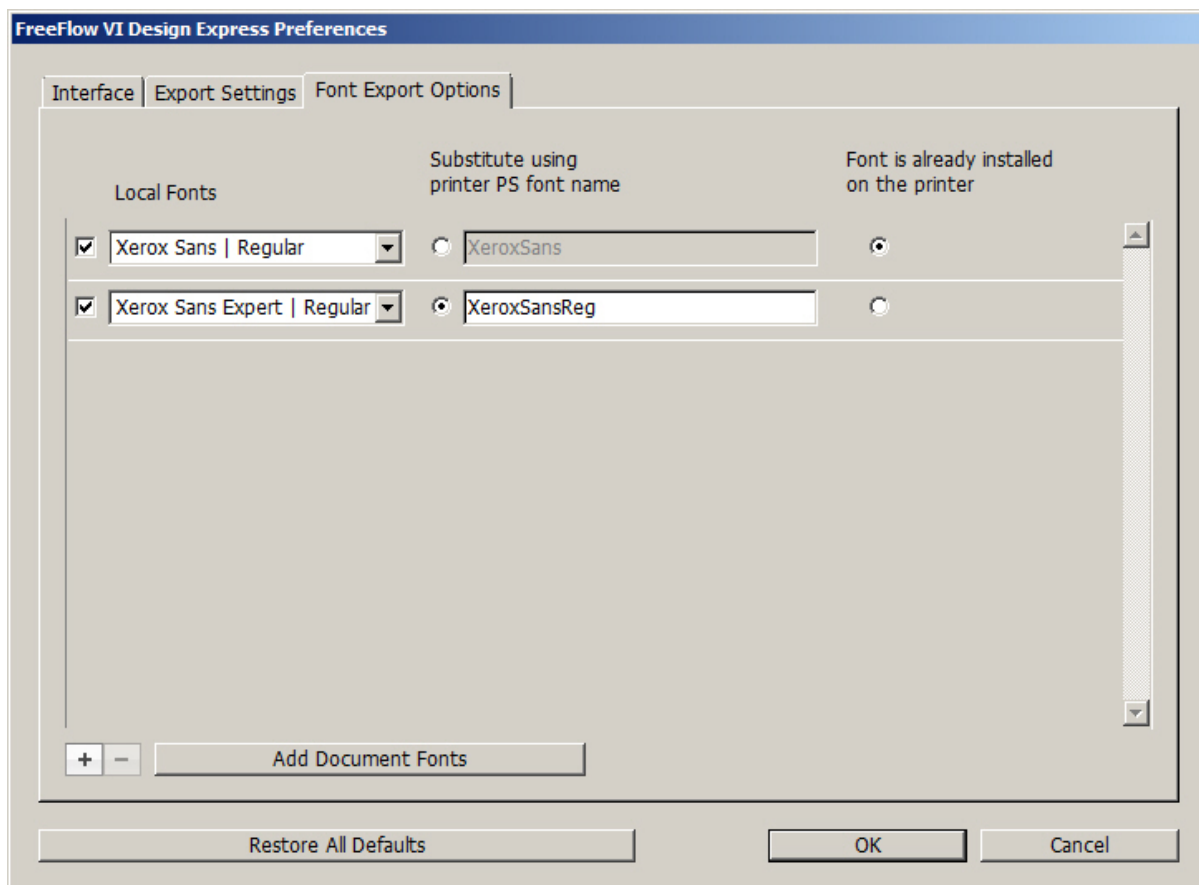 FreeFlow VI Design Express Preferences
Interface Export Settings Font Export Options
Local Fonts
Substitute using
printer PS font name
Font is already installed
on the printer
Xerox Sans | Regular XeroxSans
Xerox Sans Expert | Regular XeroxSansReg
+ − Add Document Fonts
Restore All Defaults OK Cancel